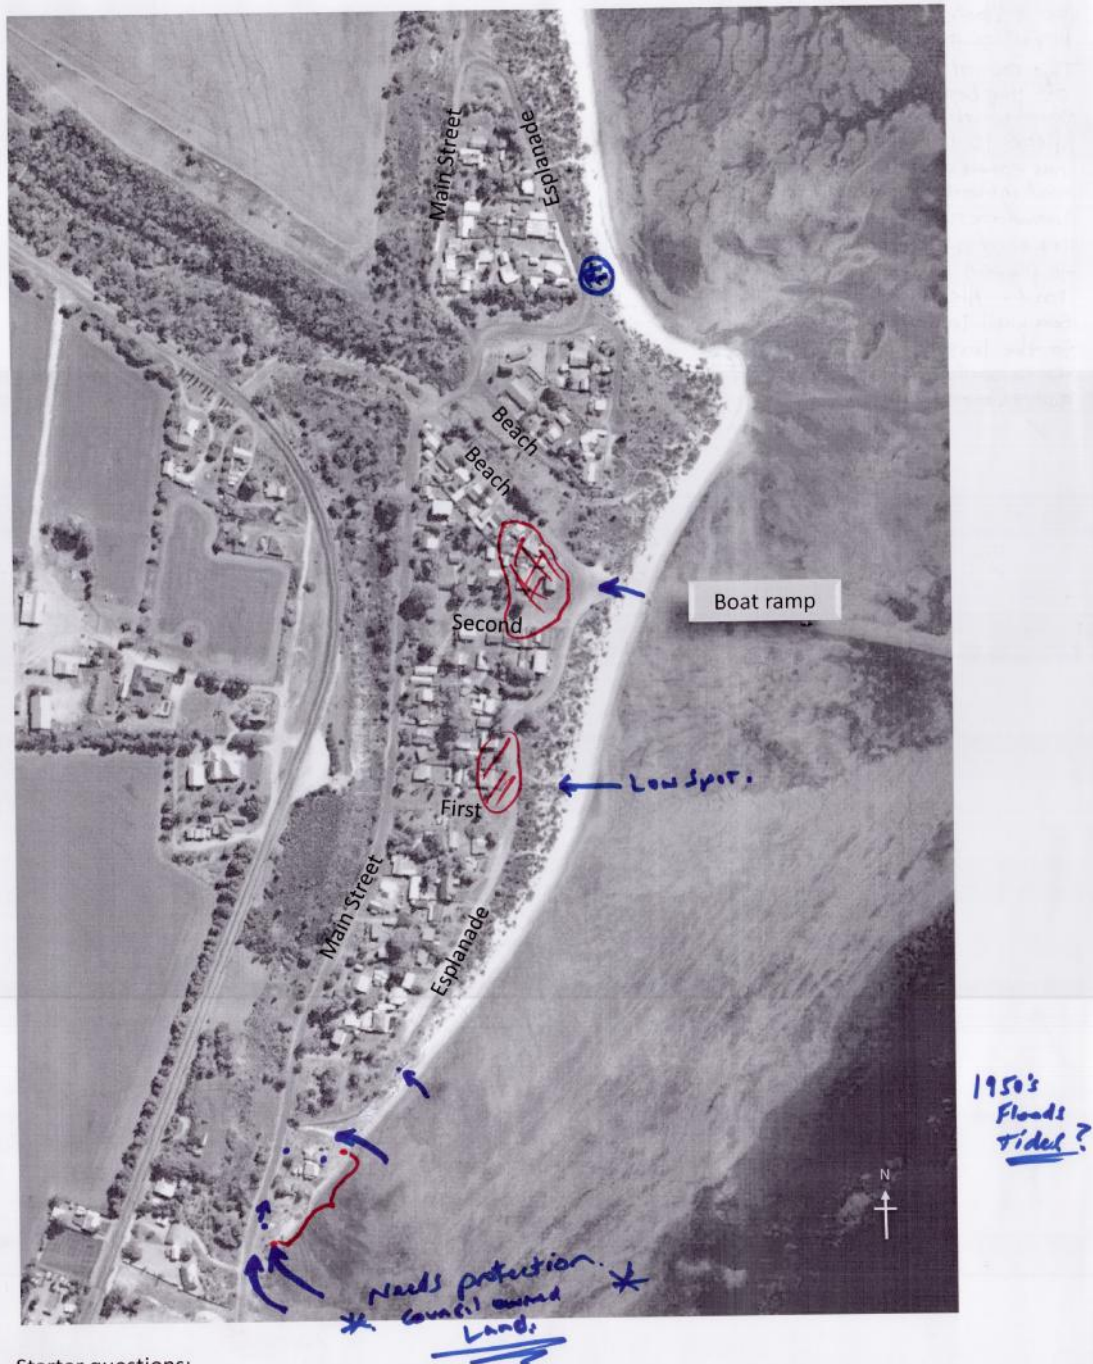 Main Street
Esplanade
Beach
Beach
Boat ramp
Second
Low spot.
First
Main Street
Esplanade
1950's
Floods
Tides?
N
Needs protection.
* Council owned *
Land.
Starter questions: